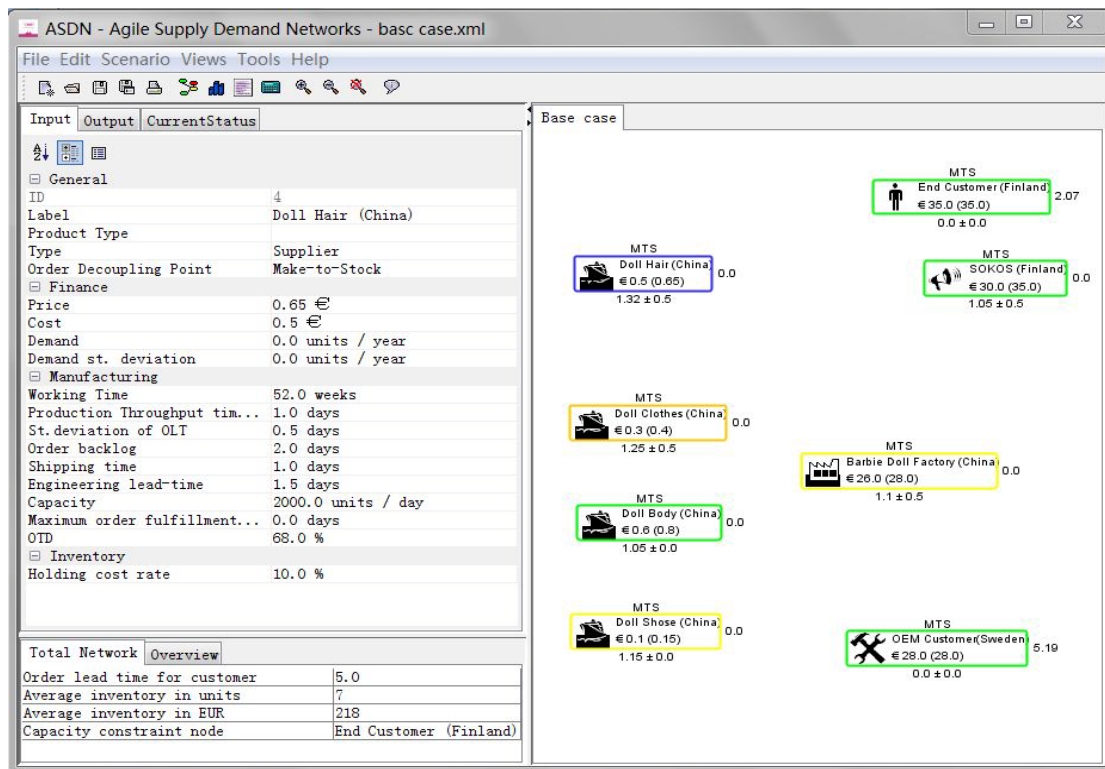 ASDN - Agile Supply Demand Networks - basc case.xml
File Edit Scenario Views Tools Help
Input Output CurrentStatus
General
ID 4
Label Doll Hair (China)
Product Type
Type Supplier
Order Decoupling Point Make-to-Stock
Finance
Price 0.65 €
Cost 0.5 €
Demand 0.0 units / year
Demand st. deviation 0.0 units / year
Manufacturing
Working Time 52.0 weeks
Production Throughput tim... 1.0 days
St.deviation of OLT 0.5 days
Order backlog 2.0 days
Shipping time 1.0 days
Engineering lead-time 1.5 days
Capacity 2000.0 units / day
Maximum order fulfillment... 0.0 days
OTD 68.0 %
Inventory
Holding cost rate 10.0 %
Total Network Overview
Order lead time for customer 5.0
Average inventory in units 7
Average inventory in EUR 218
Capacity constraint node End Customer (Finland)
Base case
MTS
End Customer (Finland) 2.07
€ 35.0 (35.0)
0.0 ± 0.0
MTS
Doll Hair (China) 0.0
€ 0.5 (0.65)
1.32 ± 0.5
MTS
SOKOS (Finland) 0.0
€ 30.0 (35.0)
1.05 ± 0.5
MTS
Doll Clothes (China) 0.0
€ 0.3 (0.4)
1.25 ± 0.5
MTS
Barbie Doll Factory (China) 0.0
€ 26.0 (28.0)
1.1 ± 0.5
MTS
Doll Body (China) 0.0
€ 0.6 (0.8)
1.05 ± 0.0
MTS
Doll Shose (China) 0.0
€ 0.1 (0.15)
1.15 ± 0.0
MTS
OEM Customer(Sweden) 5.19
€ 28.0 (28.0)
0.0 ± 0.0